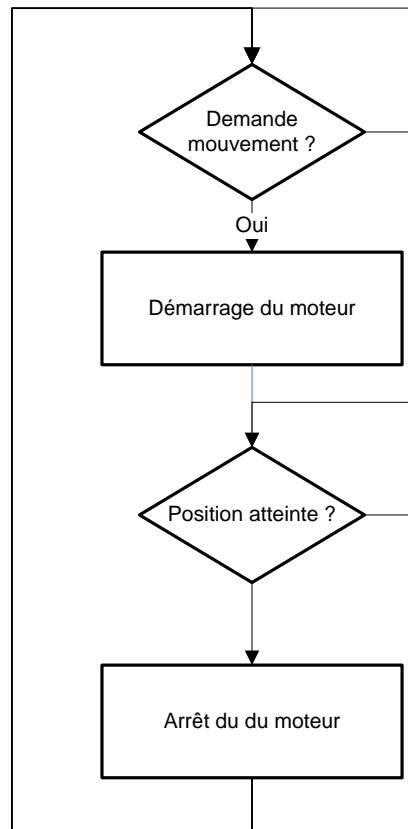 Demande
mouvement ?
Oui
Démarrage du moteur
Position atteinte ?
Arrêt du du moteur